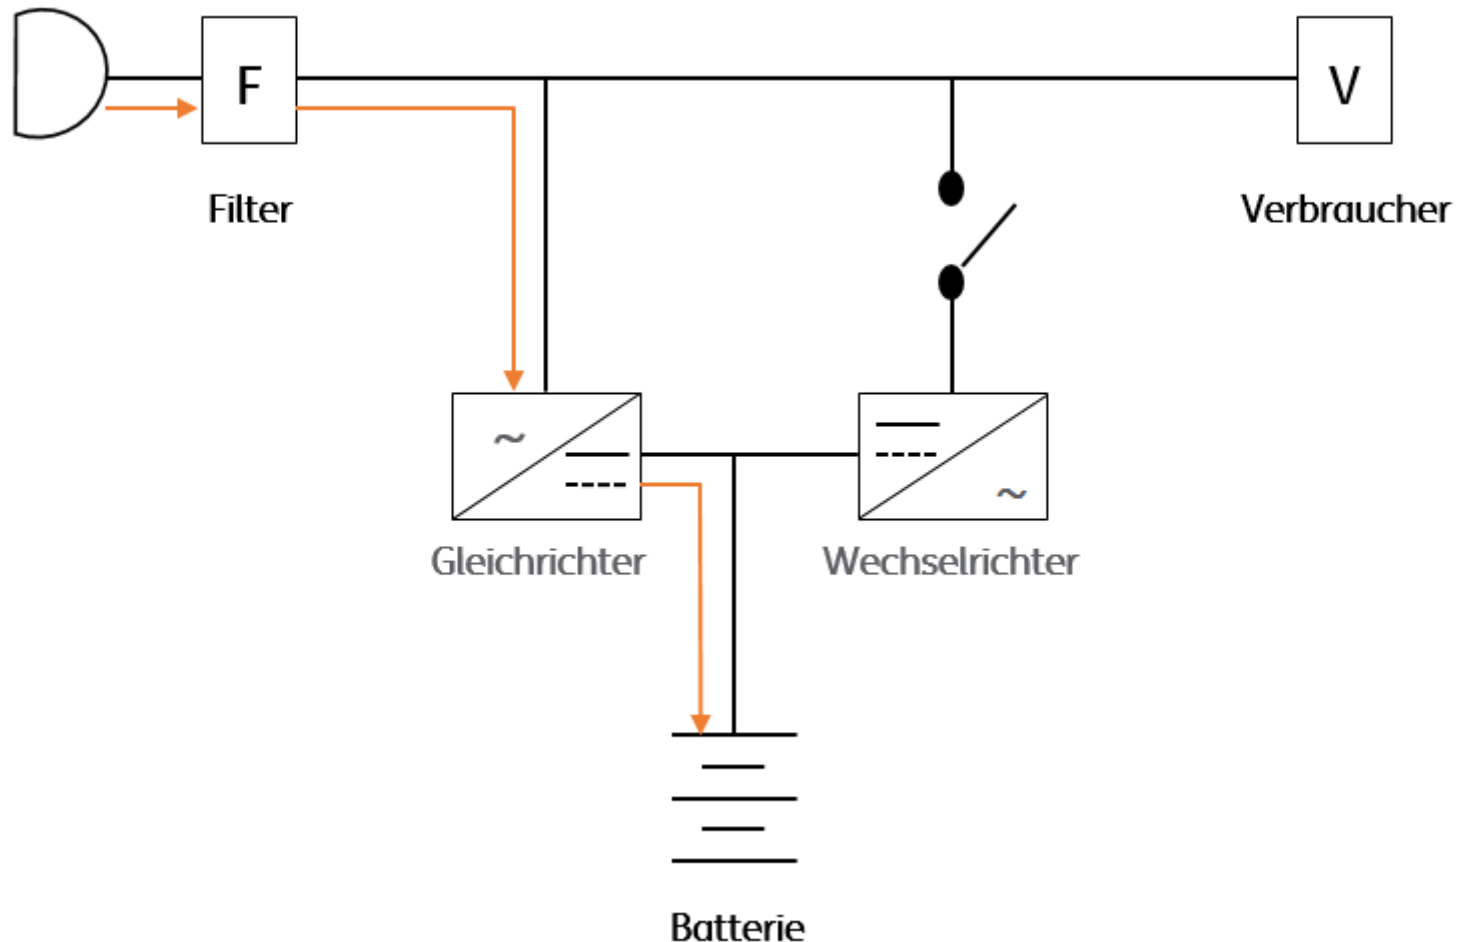 F
V
Filter
Verbraucher
~
~
Gleichrichter
Wechselrichter
Batterie